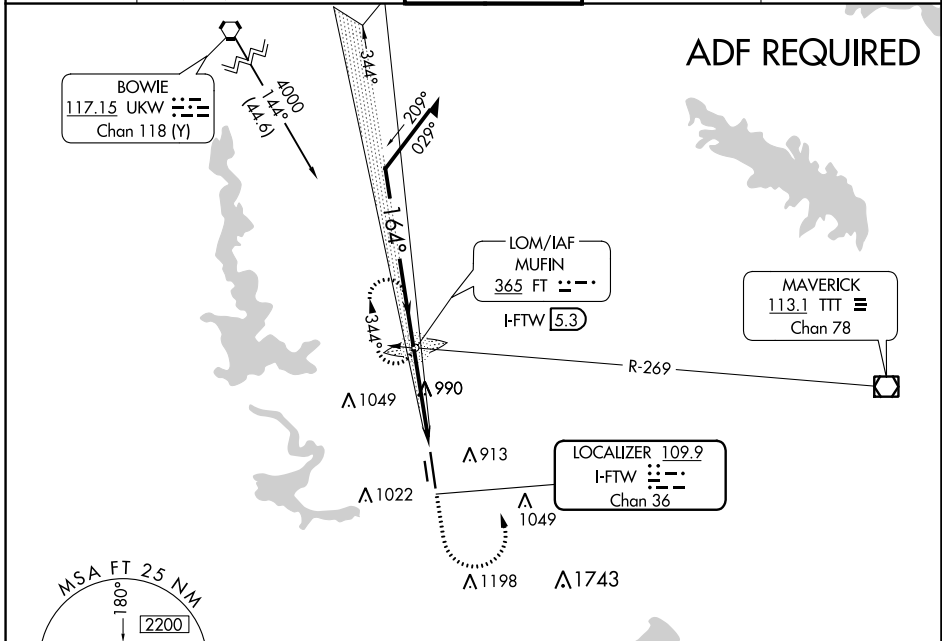 ADF REQUIRED
BOWIE
117.15 UKW
Chan 118 (Y)
4000
144°
(44.6)
344°
209°
029°
164°
LOM/IAF
MUFIN
365 FT
I-FTW 5.3
MAVERICK
113.1 TTT
Chan 78
344°
R-269
1049
990
913
LOCALIZER 109.9
I-FTW
Chan 36
1022
1049
1198
1743
MSA FT 25 NM
180°
2200